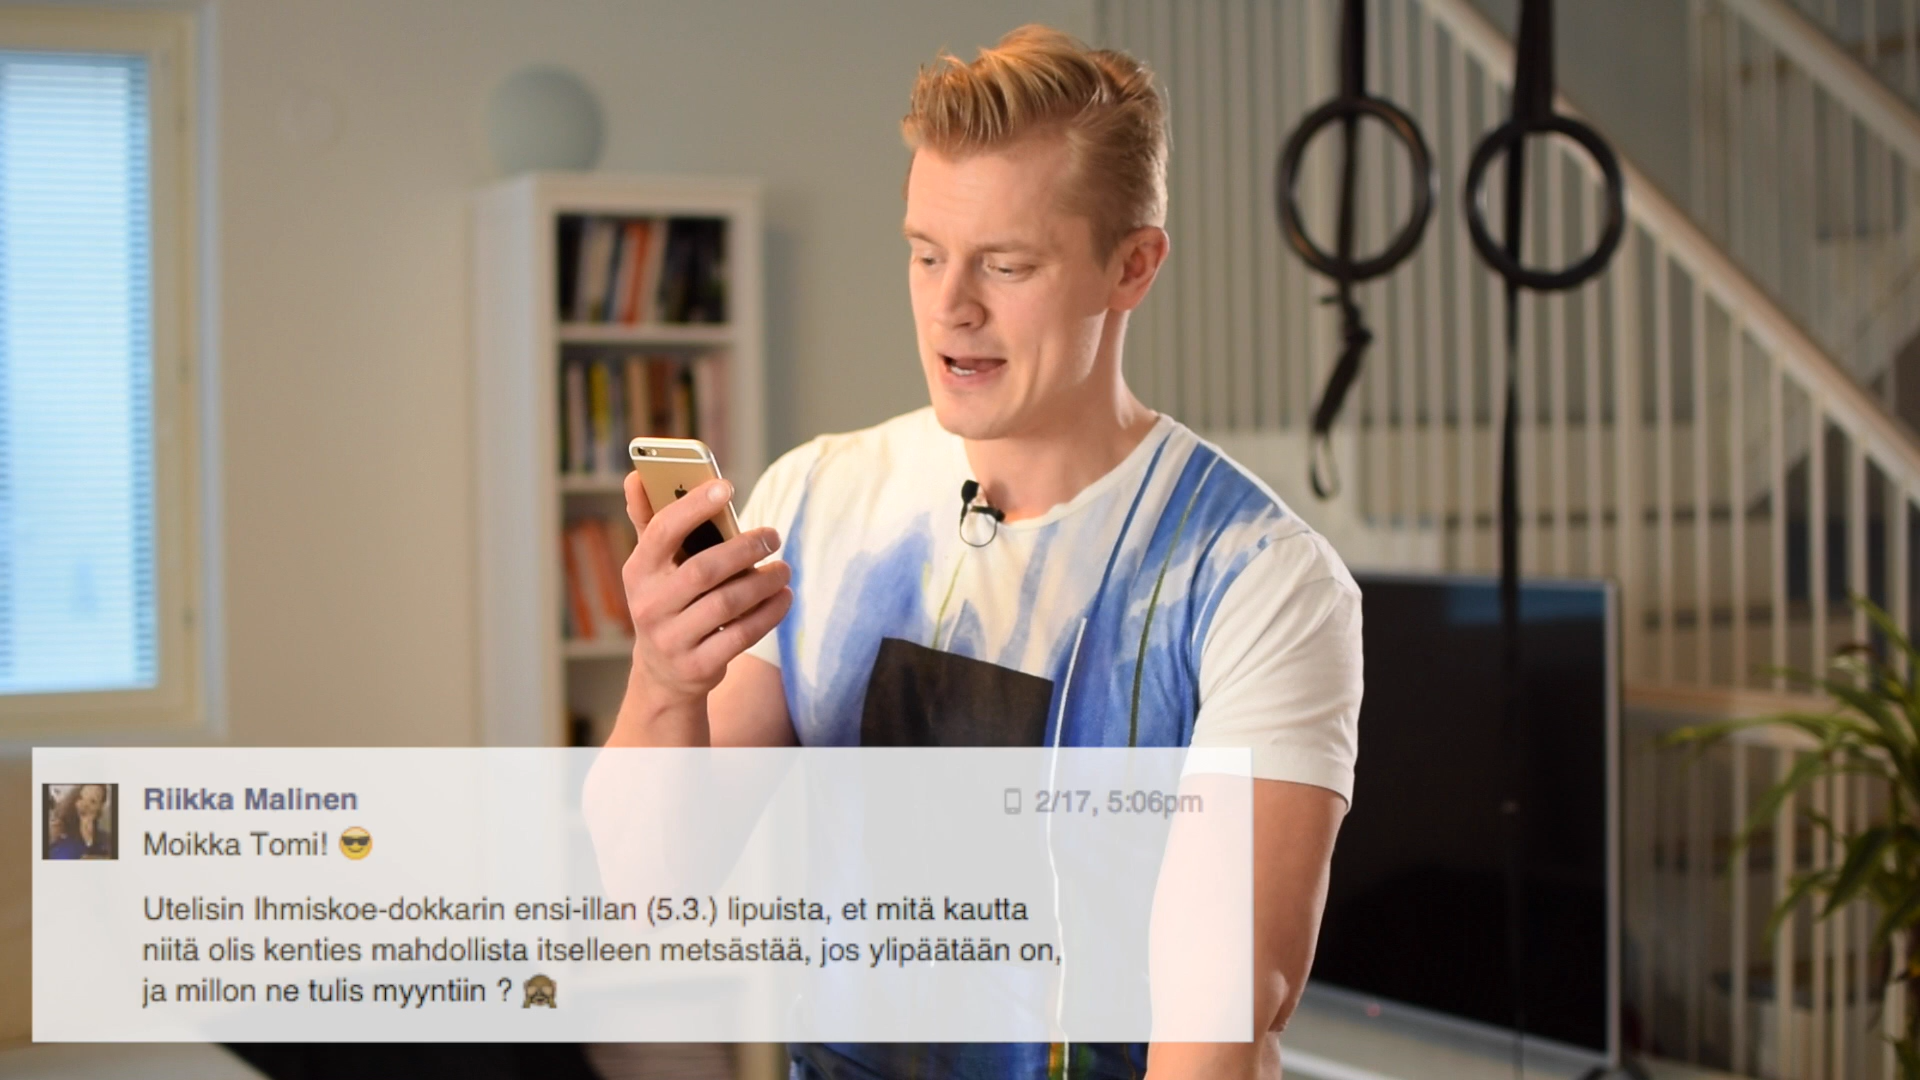 Riikka Malinen
2/17, 5:06pm
Moikka Tomi! 😎
Utelisin Ihmiskoe-dokkarin ensi-illan (5.3.) lipuista, et mitä kautta
niitä olis kenties mahdollista itselleen metsästää, jos ylipäätään on,
ja millon ne tulis myyntiin ? 🙈